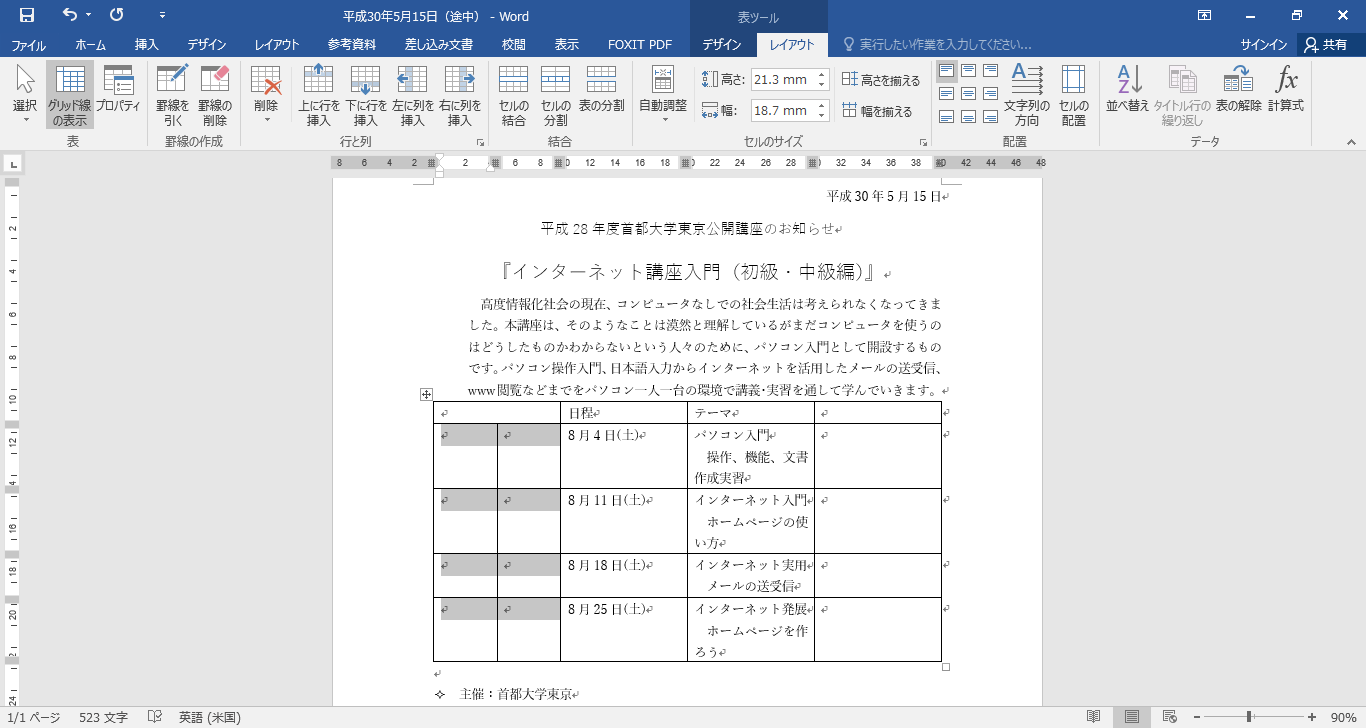 平成30年5月15日（途中） - Word
表ツール
ファイル ホーム 挿入 デザイン レイアウト 参考資料 差し込み文書 校閲 表示 FOXIT PDF デザイン レイアウト 実行したい作業を入力してください... サインイン 共有
選択 グリッド線の表示 プロパティ 罫線を引く 罫線の削除 削除 上に行を挿入 下に行を挿入 左に列を挿入 右に列を挿入 セルの結合 セルの分割 表の分割 自動調整 高さ: 21.3 mm 高さを揃える
幅: 18.7 mm 幅を揃える 文字列の方向 セルの配置 並べ替え タイトル行の繰り返し 表の解除 計算式
表 罫線の作成 行と列 結合 セルのサイズ 配置 データ
8 6 4 2 2 6 8 12 14 16 18 22 24 26 28 32 34 36 38 42 44 46 48
平成 30 年 5 月 15 日
平成 28 年度首都大学東京公開講座のお知らせ
『インターネット講座入門（初級・中級編）』
高度情報化社会の現在、コンピュータなしでの社会生活は考えられなくなってきま
した。本講座は、そのようなことは漠然と理解しているがまだコンピュータを使うの
はどうしたものかわからないという人々のために、パソコン入門として開設するもの
です。パソコン操作入門、日本語入力からインターネットを活用したメールの送受信、
www 閲覧などまでをパソコン一人一台の環境で講義・実習を通して学んでいきます。
日程 テーマ
8 月 4 日(土) パソコン入門
操作、機能、文書
作成実習
8 月 11 日(土) インターネット入門
ホームページの使
い方
8 月 18 日(土) インターネット実用
メールの送受信
8 月 25 日(土) インターネット発展
ホームページを作
ろう
主催：首都大学東京
1/1 ページ 523 文字 英語 (米国) 90%